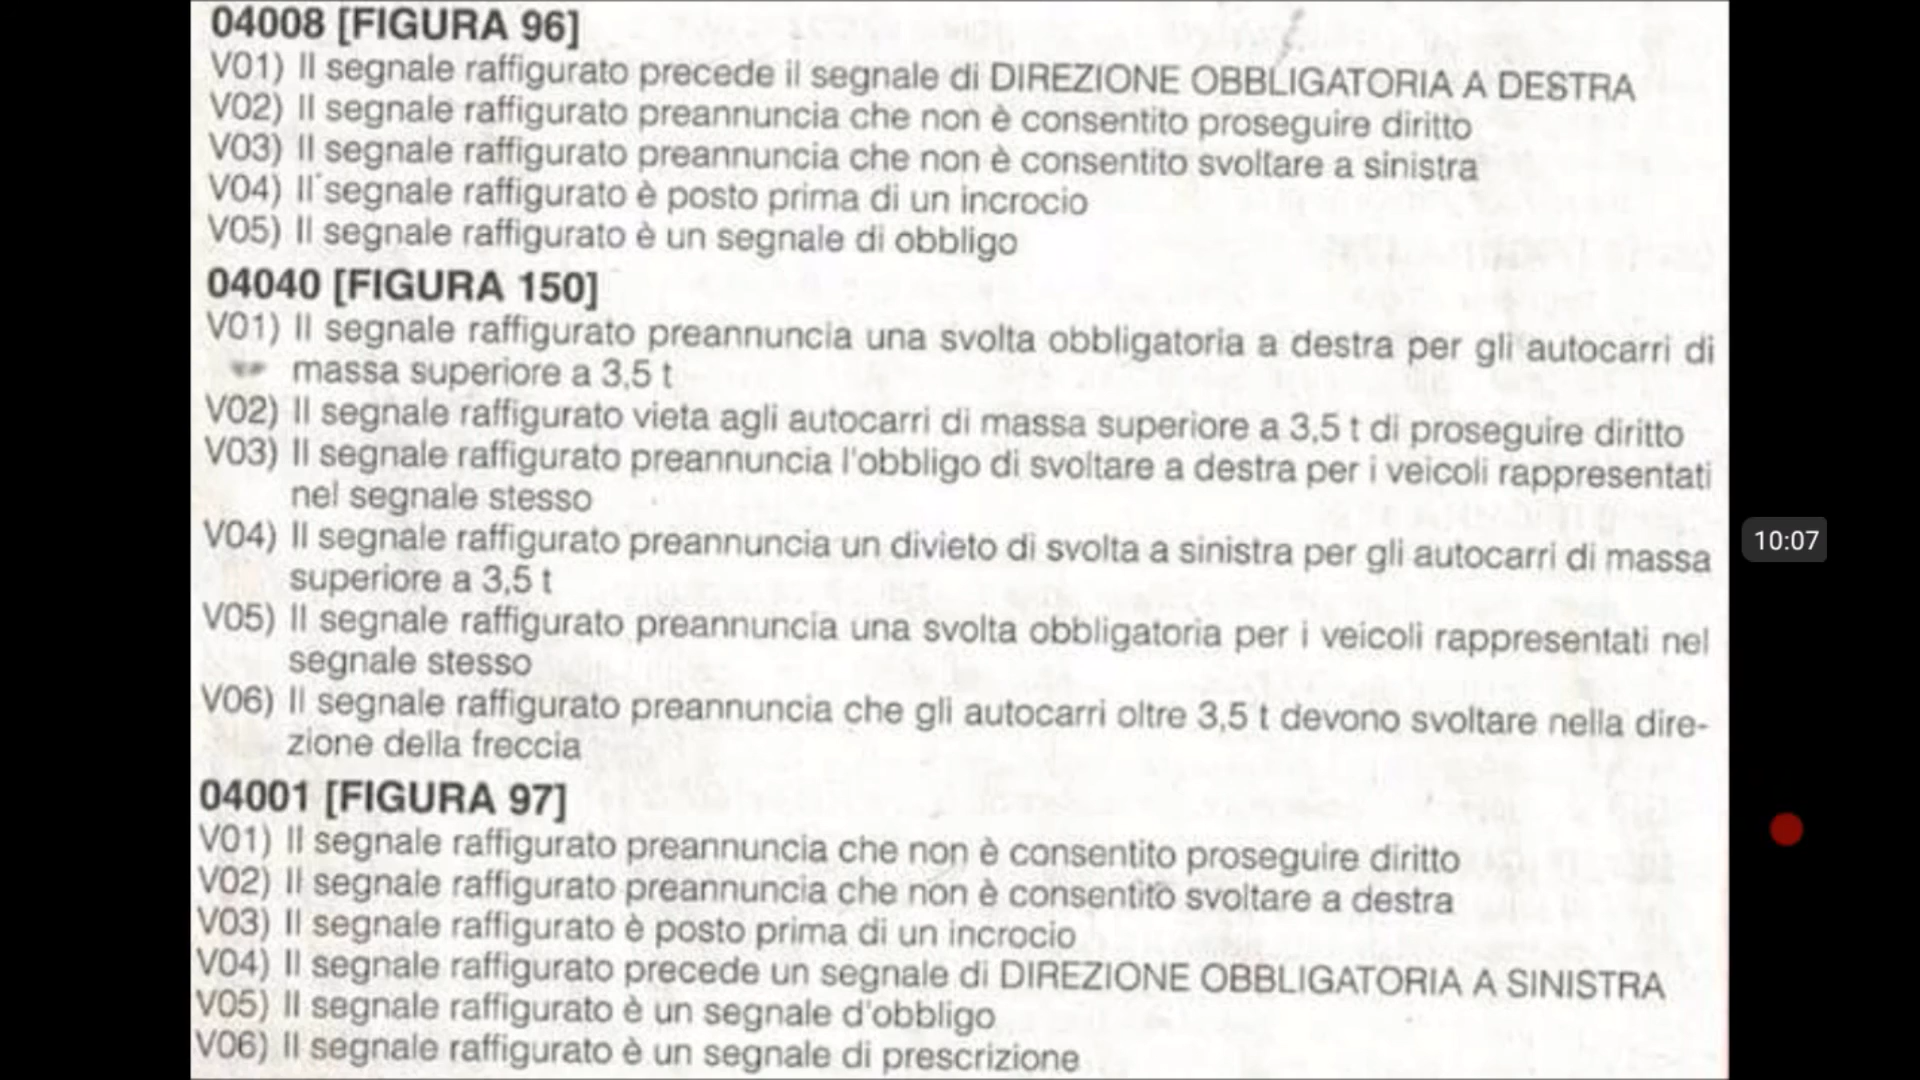 04008 [FIGURA 96]
V01) Il segnale raffigurato precede il segnale di DIREZIONE OBBLIGATORIA A DESTRA
V02) Il segnale raffigurato preannuncia che non è consentito proseguire diritto
V03) Il segnale raffigurato preannuncia che non è consentito svoltare a sinistra
V04) Il segnale raffigurato è posto prima di un incrocio
V05) Il segnale raffigurato è un segnale di obbligo
04040 [FIGURA 150]
V01) Il segnale raffigurato preannuncia una svolta obbligatoria a destra per gli autocarri di
massa superiore a 3,5 t
V02) Il segnale raffigurato vieta agli autocarri di massa superiore a 3,5 t di proseguire diritto
V03) Il segnale raffigurato preannuncia l'obbligo di svoltare a destra per i veicoli rappresentati
nel segnale stesso
V04) Il segnale raffigurato preannuncia un divieto di svolta a sinistra per gli autocarri di massa
superiore a 3,5 t
V05) Il segnale raffigurato preannuncia una svolta obbligatoria per i veicoli rappresentati nel
segnale stesso
V06) Il segnale raffigurato preannuncia che gli autocarri oltre 3,5 t devono svoltare nella dire-
zione della freccia
04001 [FIGURA 97]
V01) Il segnale raffigurato preannuncia che non è consentito proseguire diritto
V02) Il segnale raffigurato preannuncia che non è consentito svoltare a destra
V03) Il segnale raffigurato è posto prima di un incrocio
V04) Il segnale raffigurato precede un segnale di DIREZIONE OBBLIGATORIA A SINISTRA
V05) Il segnale raffigurato è un segnale d'obbligo
V06) Il segnale raffigurato è un segnale di prescrizione
10:07